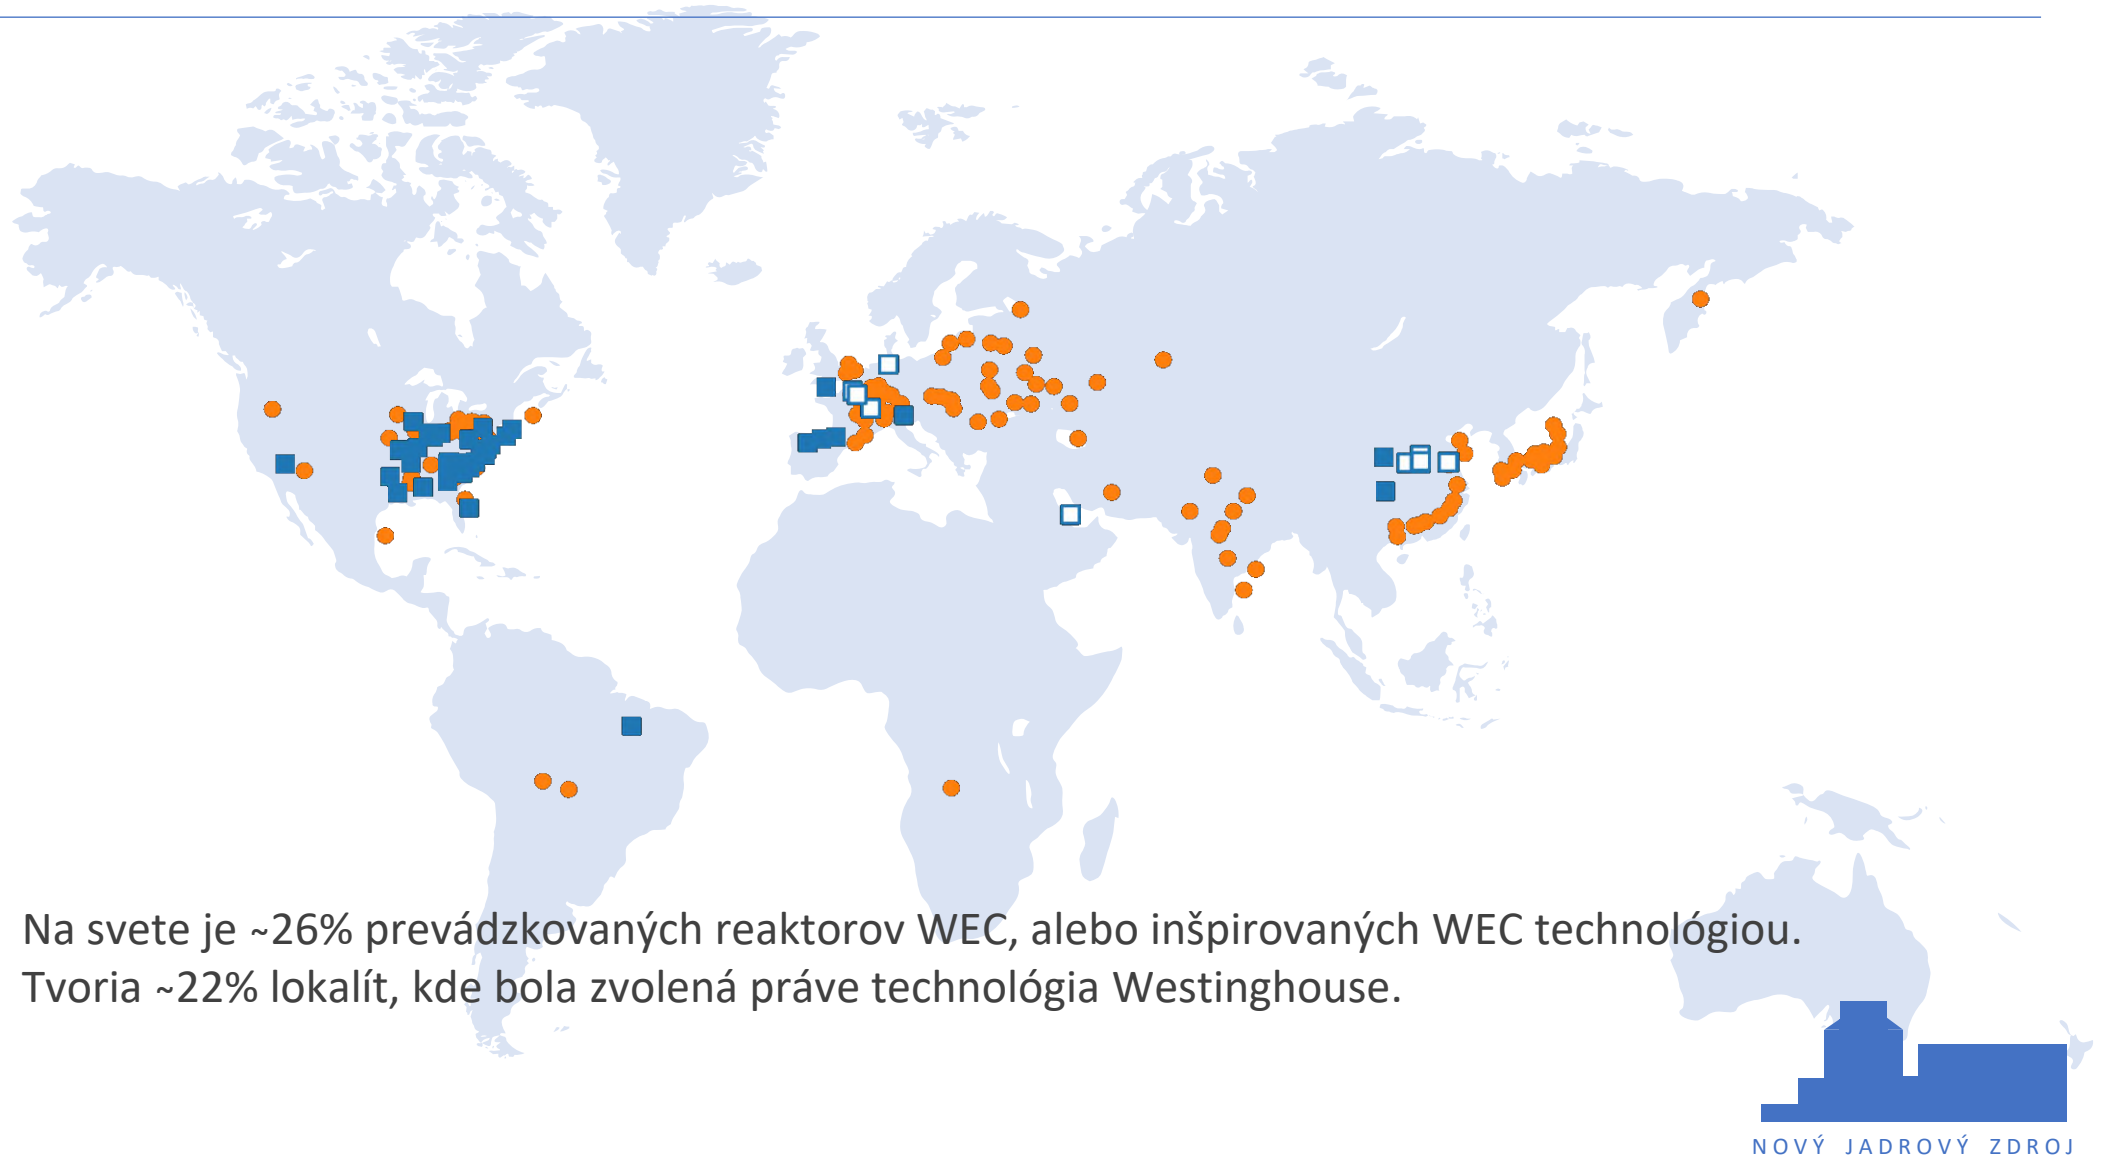 Na svete je ~26% prevádzkovaných reaktorov WEC, alebo inšpirovaných WEC technológiou.
Tvoria ~22% lokalít, kde bola zvolená práve technológia Westinghouse.
NOVÝ JADROVÝ ZDROJ